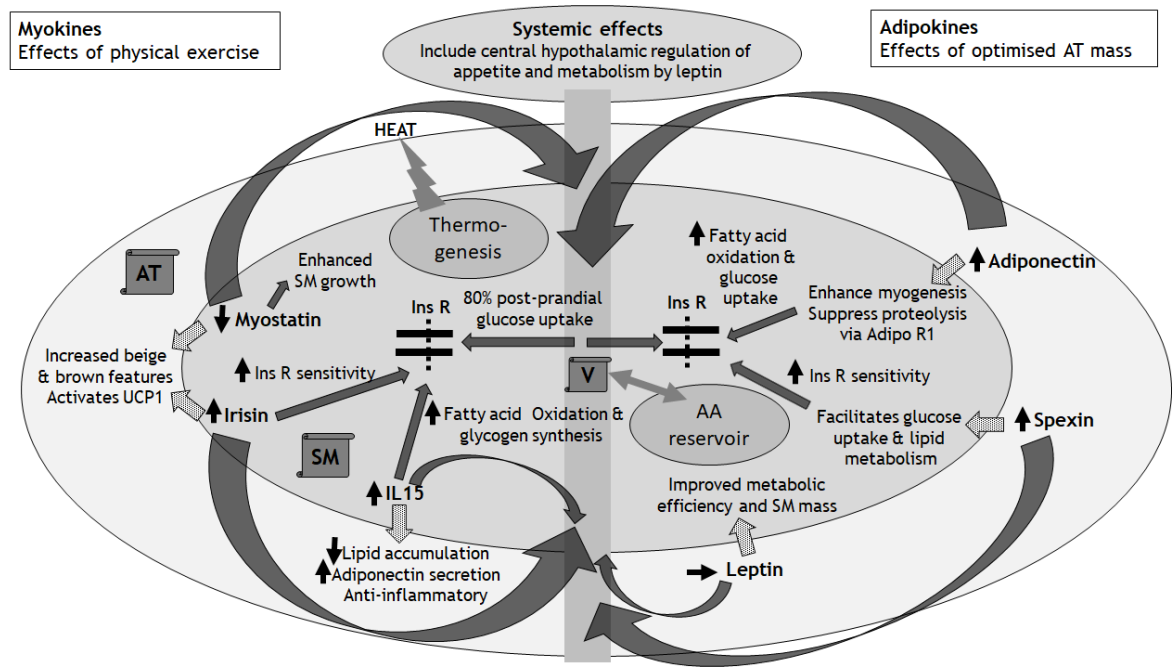 Myokines
Effects of physical exercise
Systemic effects
Include central hypothalamic regulation of
appetite and metabolism by leptin
Adipokines
Effects of optimised AT mass
HEAT
Thermo-
genesis
AT
Enhanced
SM growth
Myostatin
Increased beige
& brown features
Activates UCP1
Ins R sensitivity
Irisin
SM
Ins R
80% post-prandial
glucose uptake
Fatty acid Oxidation &
glycogen synthesis
IL15
Lipid accumulation
Adiponectin secretion
Anti-inflammatory
V
AA
reservoir
Ins R
Fatty acid
oxidation &
glucose
uptake
Adiponectin
Enhance myogenesis
Suppress proteolysis
via Adipo R1
Ins R sensitivity
Facilitates glucose
uptake & lipid
metabolism
Spexin
Improved metabolic
efficiency and SM mass
Leptin